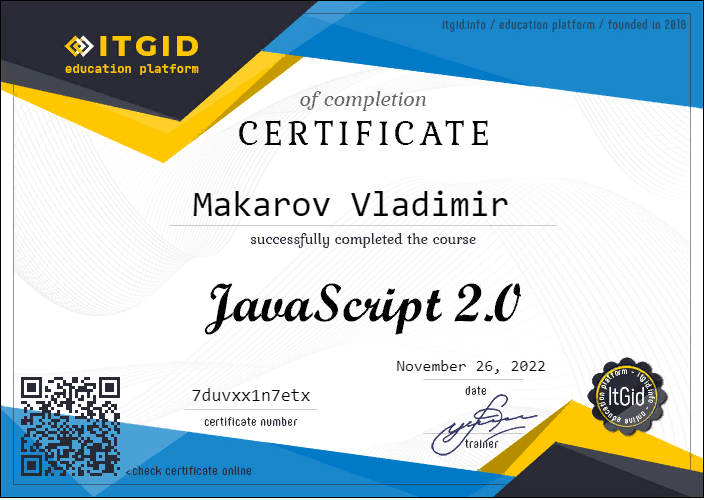 itgid.info / education platform / founded in 2018
ITGID
education platform
of completion
CERTIFICATE
Makarov Vladimir
successfully completed the course
JavaScript 2.0
November 26, 2022
date
7duvxx1n7etx
certificate number
trainer
education platform - itgid.info - online
ItGid
<check certificate online